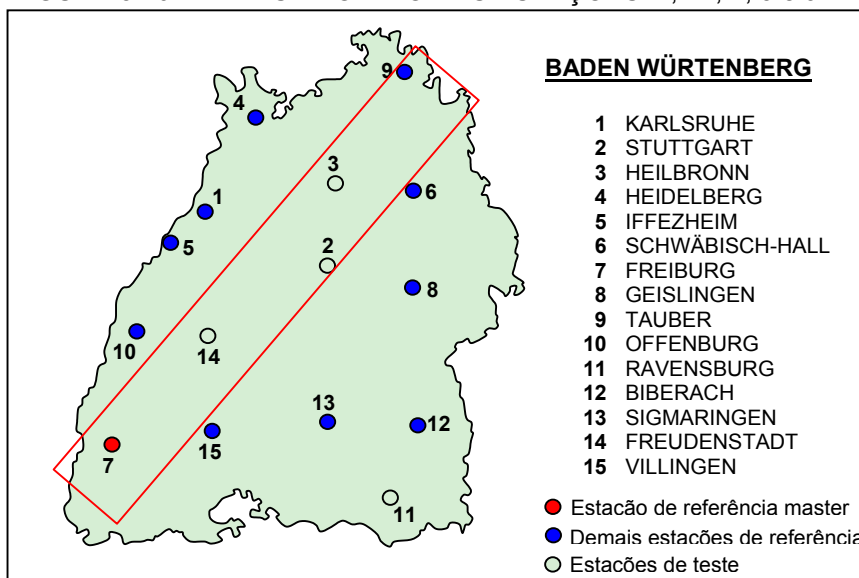 BADEN WÜRTENBERG
1 KARLSRUHE
2 STUTTGART
3 HEILBRONN
4 HEIDELBERG
5 IFFEZHEIM
6 SCHWÄBISCH-HALL
7 FREIBURG
8 GEISLINGEN
9 TAUBER
10 OFFENBURG
11 RAVENSBURG
12 BIBERACH
13 SIGMARINGEN
14 FREUDENSTADT
15 VILLINGEN
Estacão de referência master
Demais estacões de referência
Estacões de teste
9
4
3
1
6
5
2
8
10
14
13
12
15
7
11